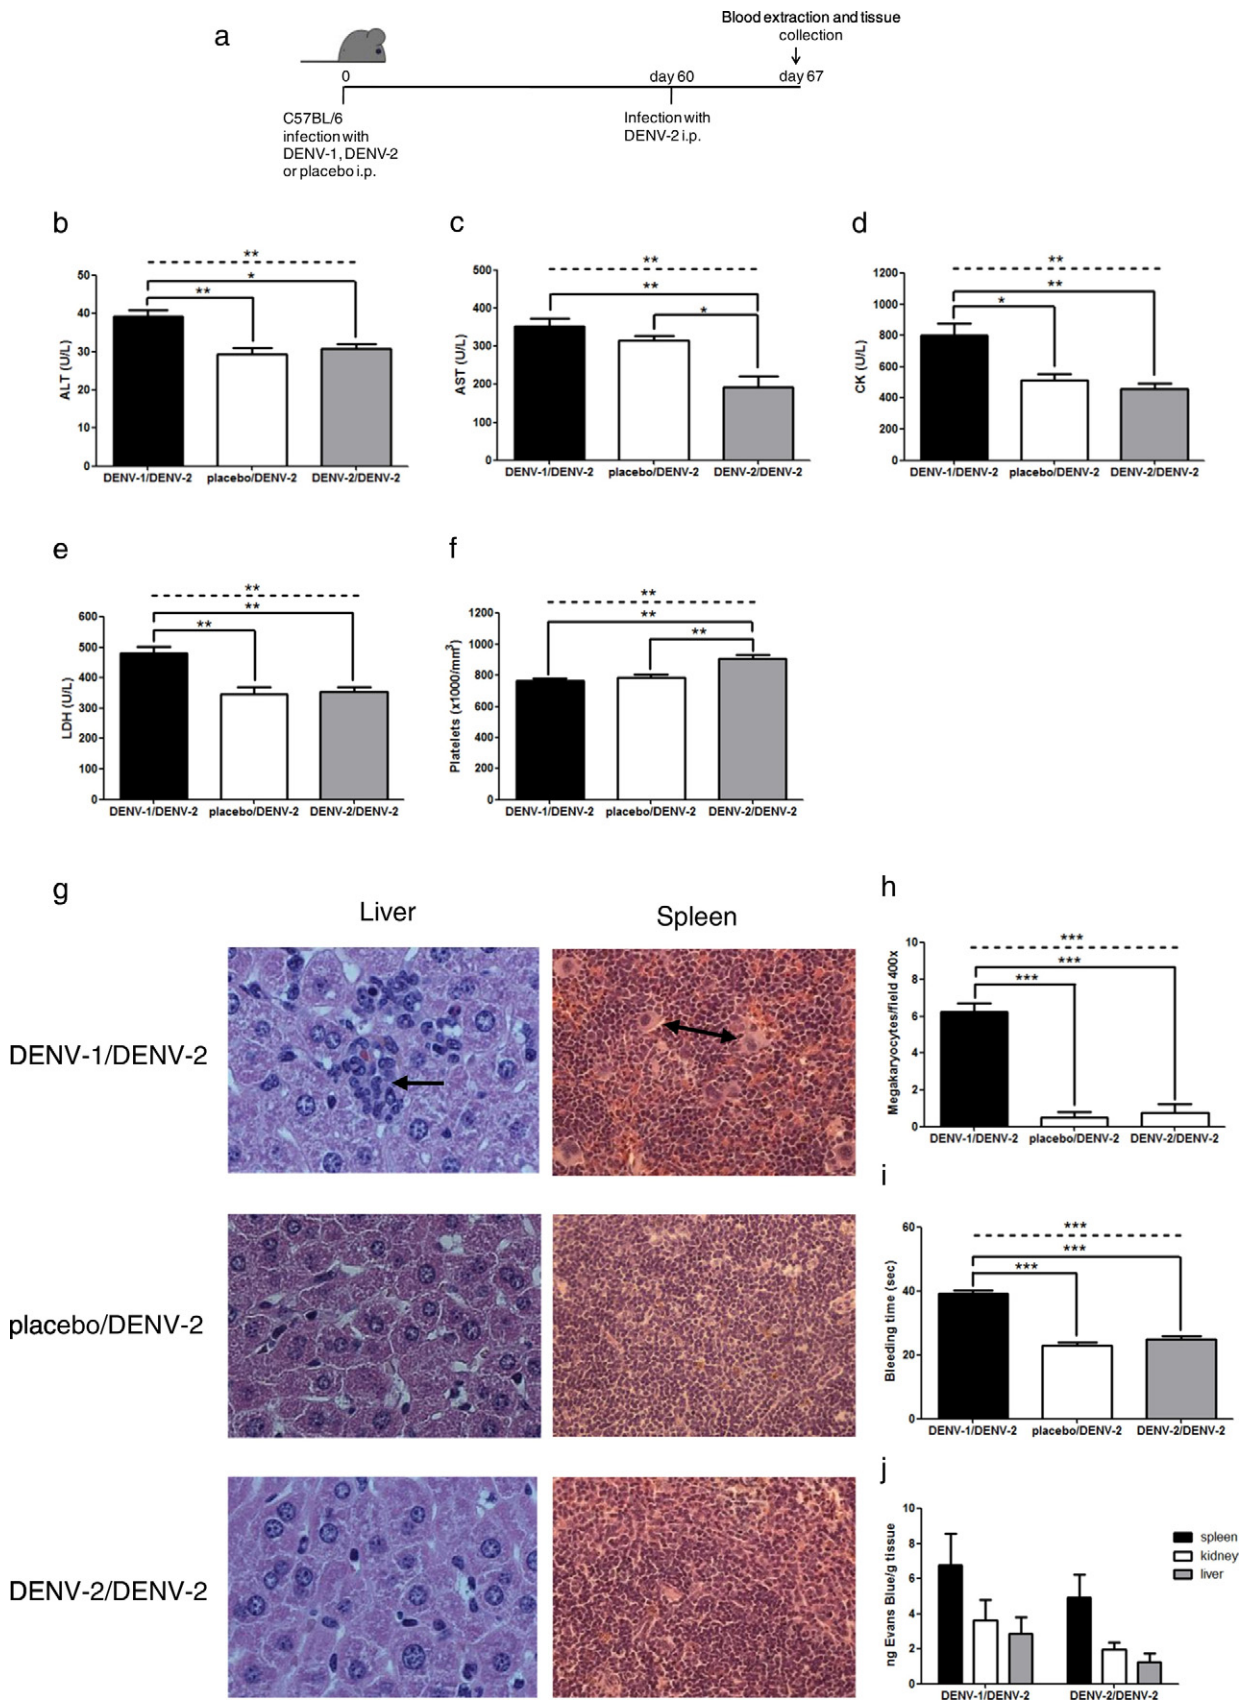 a
Blood extraction and tissue
collection
0
day 60
day 67
C57BL/6
infection with
DENV-1, DENV-2
or placebo i.p.
Infection with
DENV-2 i.p.
b
**
*
**
ALT (U/L)
50
40
30
20
10
0
DENV-1/DENV-2
placebo/DENV-2
DENV-2/DENV-2
c
**
**
*
AST (U/L)
500
400
300
200
100
0
DENV-1/DENV-2
placebo/DENV-2
DENV-2/DENV-2
d
**
**
*
CK (U/L)
1200
1000
800
600
400
200
0
DENV-1/DENV-2
placebo/DENV-2
DENV-2/DENV-2
e
**
**
**
LDH (U/L)
600
500
400
300
200
100
0
DENV-1/DENV-2
placebo/DENV-2
DENV-2/DENV-2
f
**
**
**
Platelets (x1000/mm³)
1200
1000
800
600
400
200
0
DENV-1/DENV-2
placebo/DENV-2
DENV-2/DENV-2
g
Liver
Spleen
DENV-1/DENV-2
placebo/DENV-2
DENV-2/DENV-2
h
***
***
***
Megakaryocytes/field 400x
10
8
6
4
2
0
DENV-1/DENV-2
placebo/DENV-2
DENV-2/DENV-2
i
***
***
***
Bleeding time (sec)
60
40
20
0
DENV-1/DENV-2
placebo/DENV-2
DENV-2/DENV-2
j
ng Evans Blue/g tissue
10
8
6
4
2
0
DENV-1/DENV-2
DENV-2/DENV-2
spleen
kidney
liver